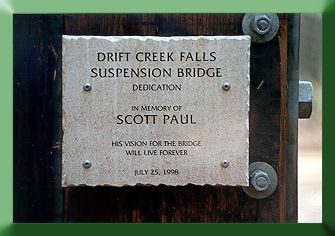 DRIFT CREEK FALLS
SUSPENSION BRIDGE
DEDICATION
IN MEMORY OF
SCOTT PAUL
HIS VISION FOR THE BRIDGE
WILL LIVE FOREVER
JULY 25, 1998